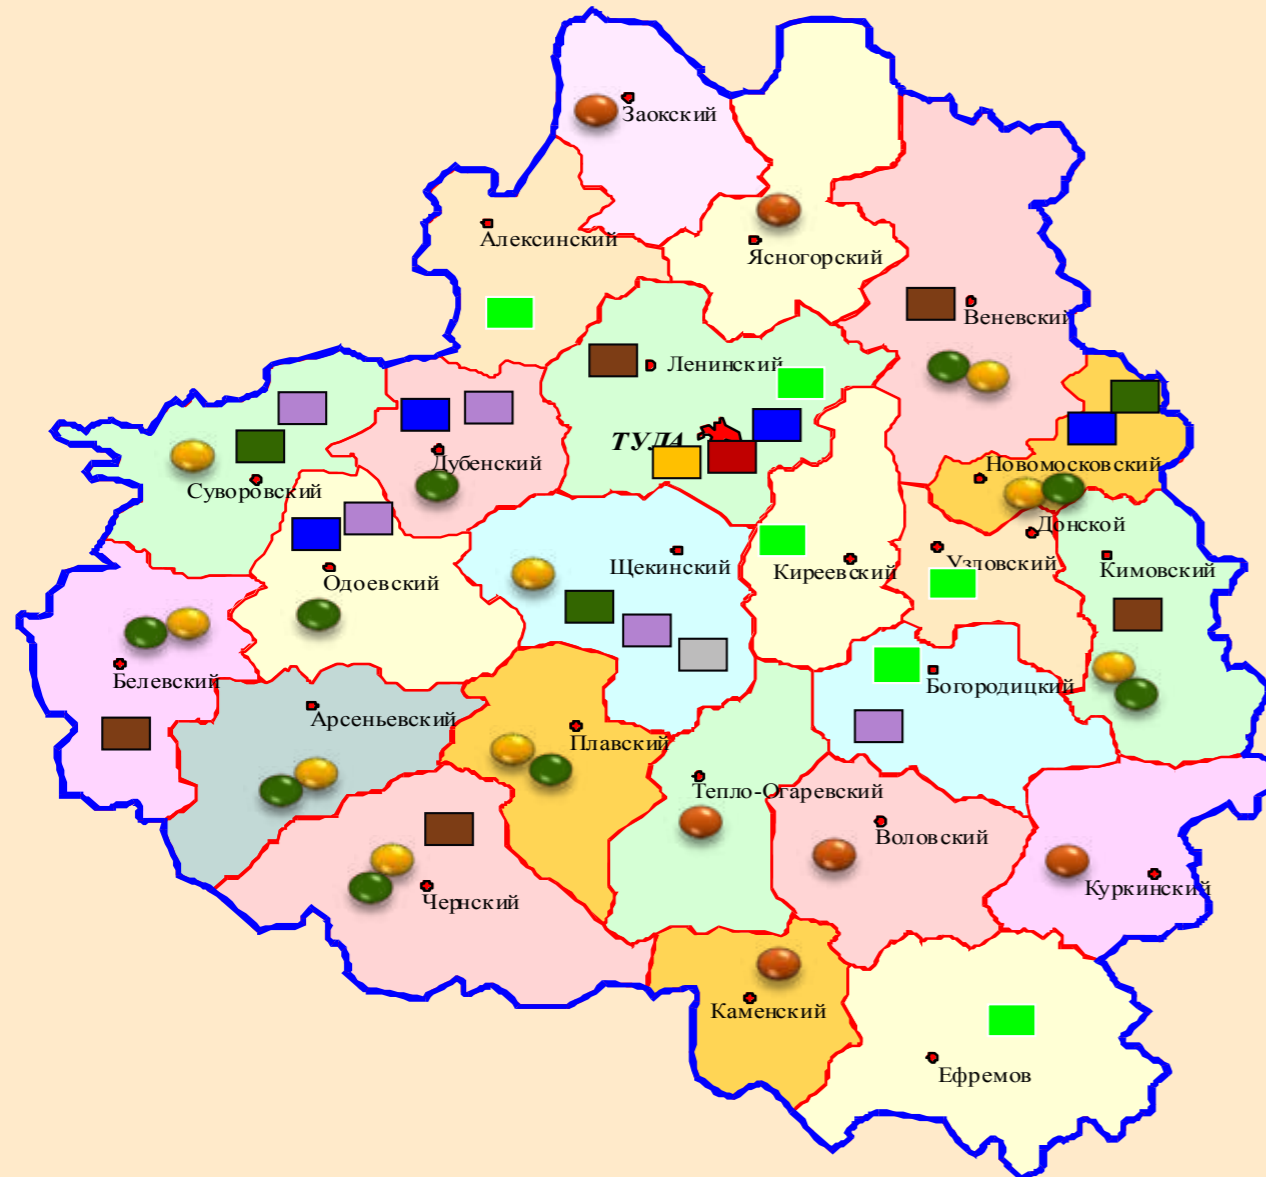 Заокский
Алексинский
Ясногорский
Веневский
Ленинский
ТУЛА
Дубенский
Новомосковский
Суворовский
Донской
Щекинский
Киреевский
Узловский
Кимовский
Одоевский
Белевский
Богородицкий
Арсеньевский
Плавский
Тепло-Огаревский
Воловский
Куркинский
Чернский
Каменский
Ефремов